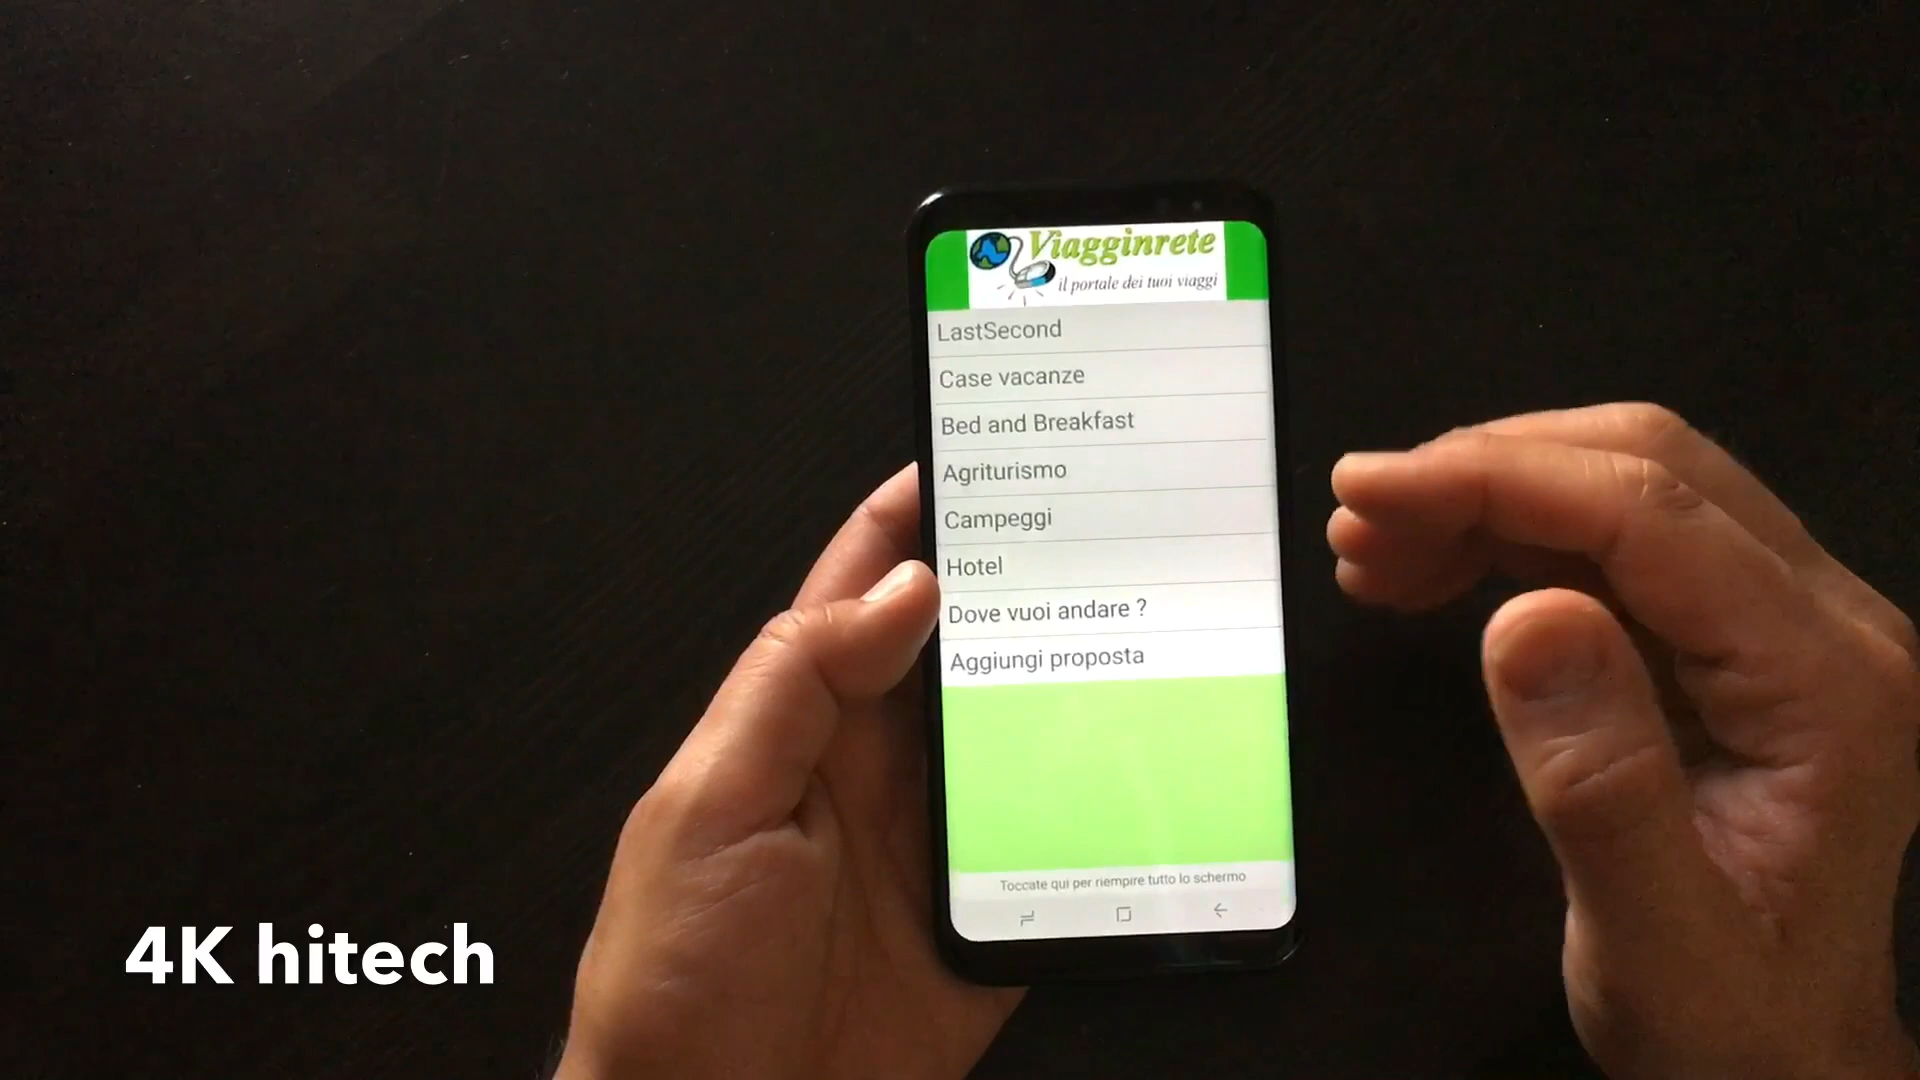 Viagginrete
il portale dei tuoi viaggi
LastSecond
Case vacanze
Bed and Breakfast
Agriturismo
Campeggi
Hotel
Dove vuoi andare ?
Aggiungi proposta
Toccate qui per riempire tutto lo schermo
4K hitech